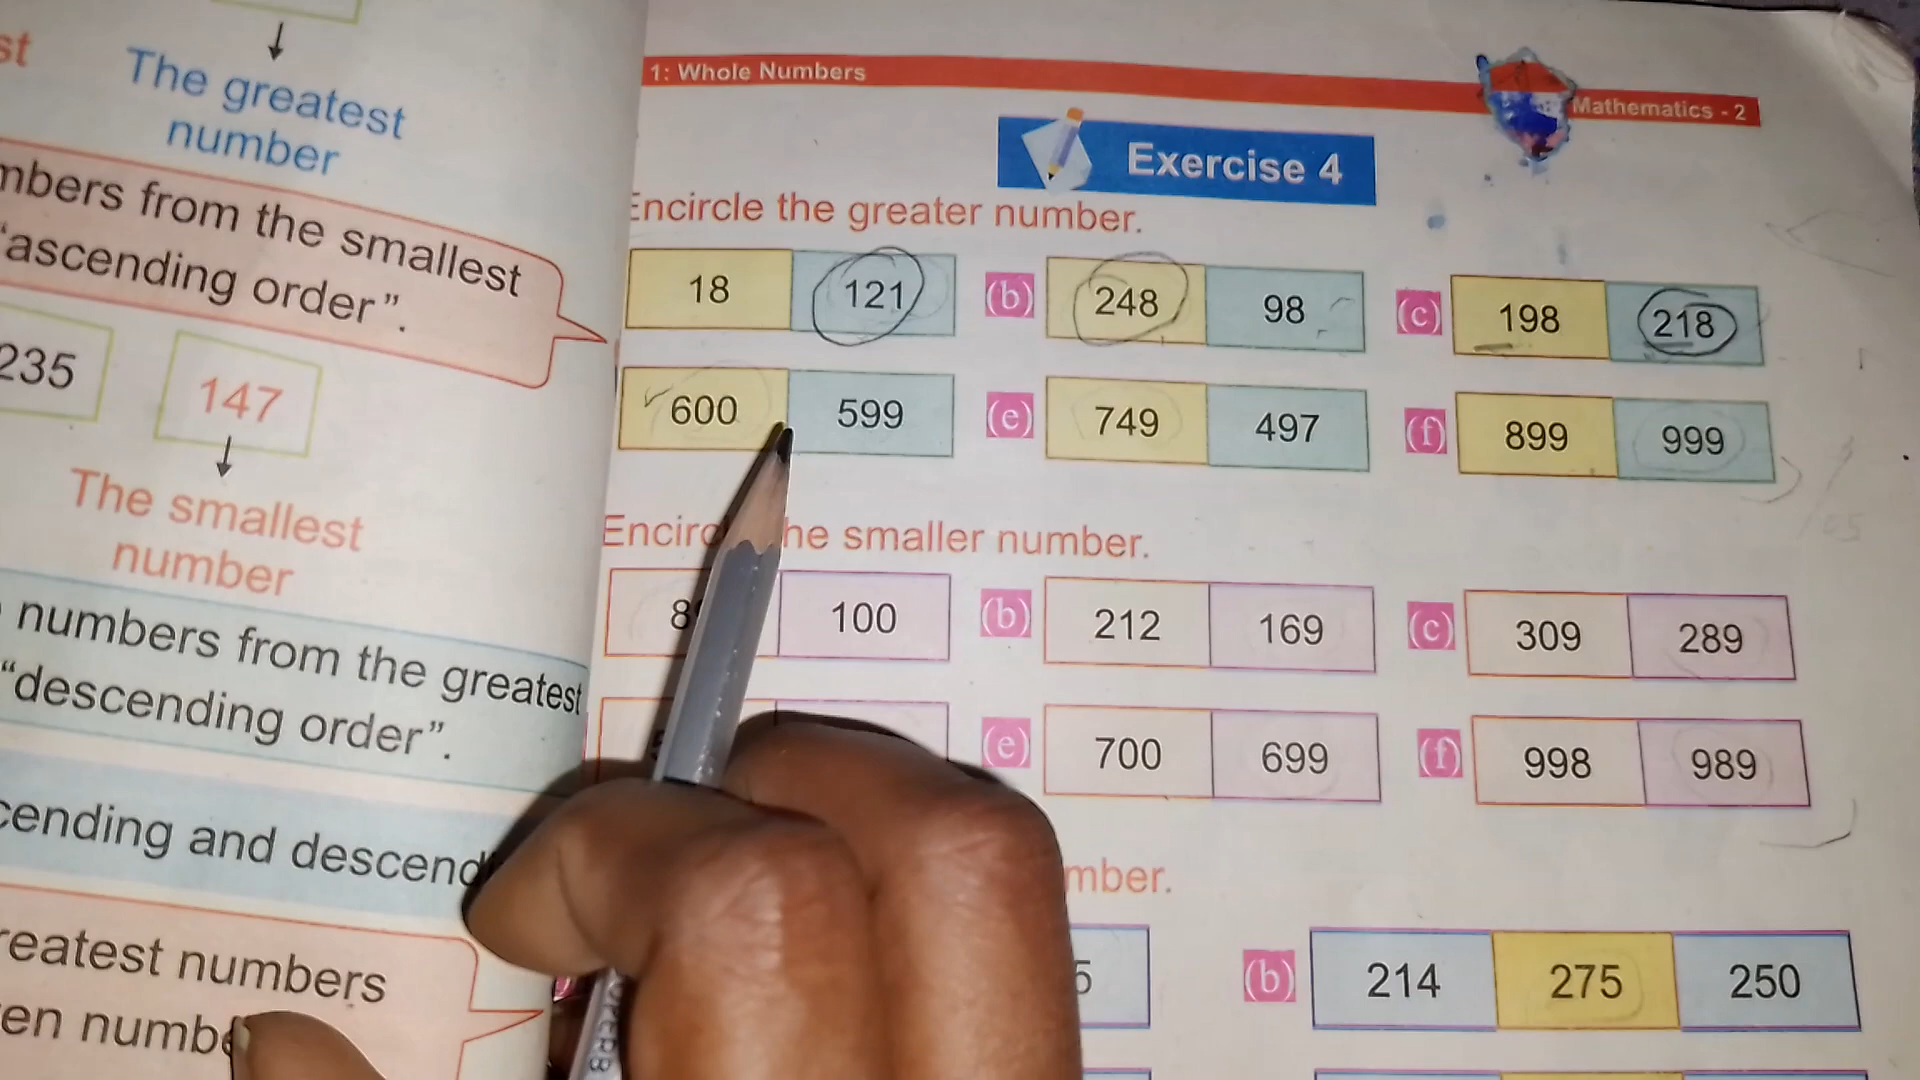 st
The greatest
number
mbers from the smallest
“ascending order”.
235 147
The smallest
number
numbers from the greatest
“descending order”.
cending and descend
reatest numbers
en numbe
1: Whole Numbers
Mathematics - 2
Exercise 4
Encircle the greater number.
18 121 (b) 248 98 (c) 198 218
600 599 (e) 749 497 (f) 899 999
Encirc he smaller number.
8 100 (b) 212 169 (c) 309 289
(e) 700 699 (f) 998 989
mber.
5 (b) 214 275 250